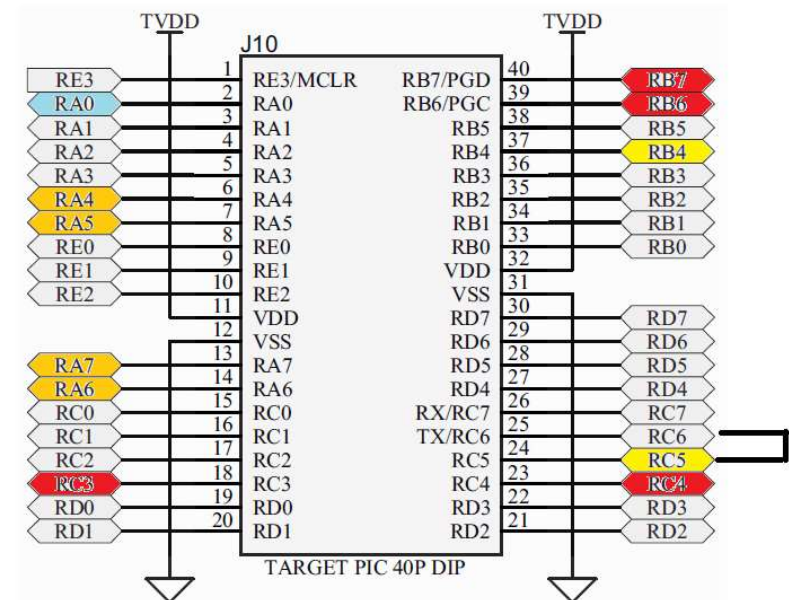 TVDD TVDD
J10
RE3 1 RE3/MCLR RB7/PGD 40 RB7
RA0 2 RA0 RB6/PGC 39 RB6
RA1 3 RA1 RB5 38 RB5
RA2 4 RA2 RB4 37 RB4
RA3 5 RA3 RB3 36 RB3
RA4 6 RA4 RB2 35 RB2
RA5 7 RA5 RB1 34 RB1
RE0 8 RE0 RB0 33 RB0
RE1 9 RE1 VDD 32
RE2 10 RE2 VSS 31
11 VDD RD7 30 RD7
12 VSS RD6 29 RD6
RA7 13 RA7 RD5 28 RD5
RA6 14 RA6 RD4 27 RD4
RC0 15 RC0 RX/RC7 26 RC7
RC1 16 RC1 TX/RC6 25 RC6
RC2 17 RC2 RC5 24 RC5
RC3 18 RC3 RC4 23 RC4
RD0 19 RD0 RD3 22 RD3
RD1 20 RD1 RD2 21 RD2
TARGET PIC 40P DIP